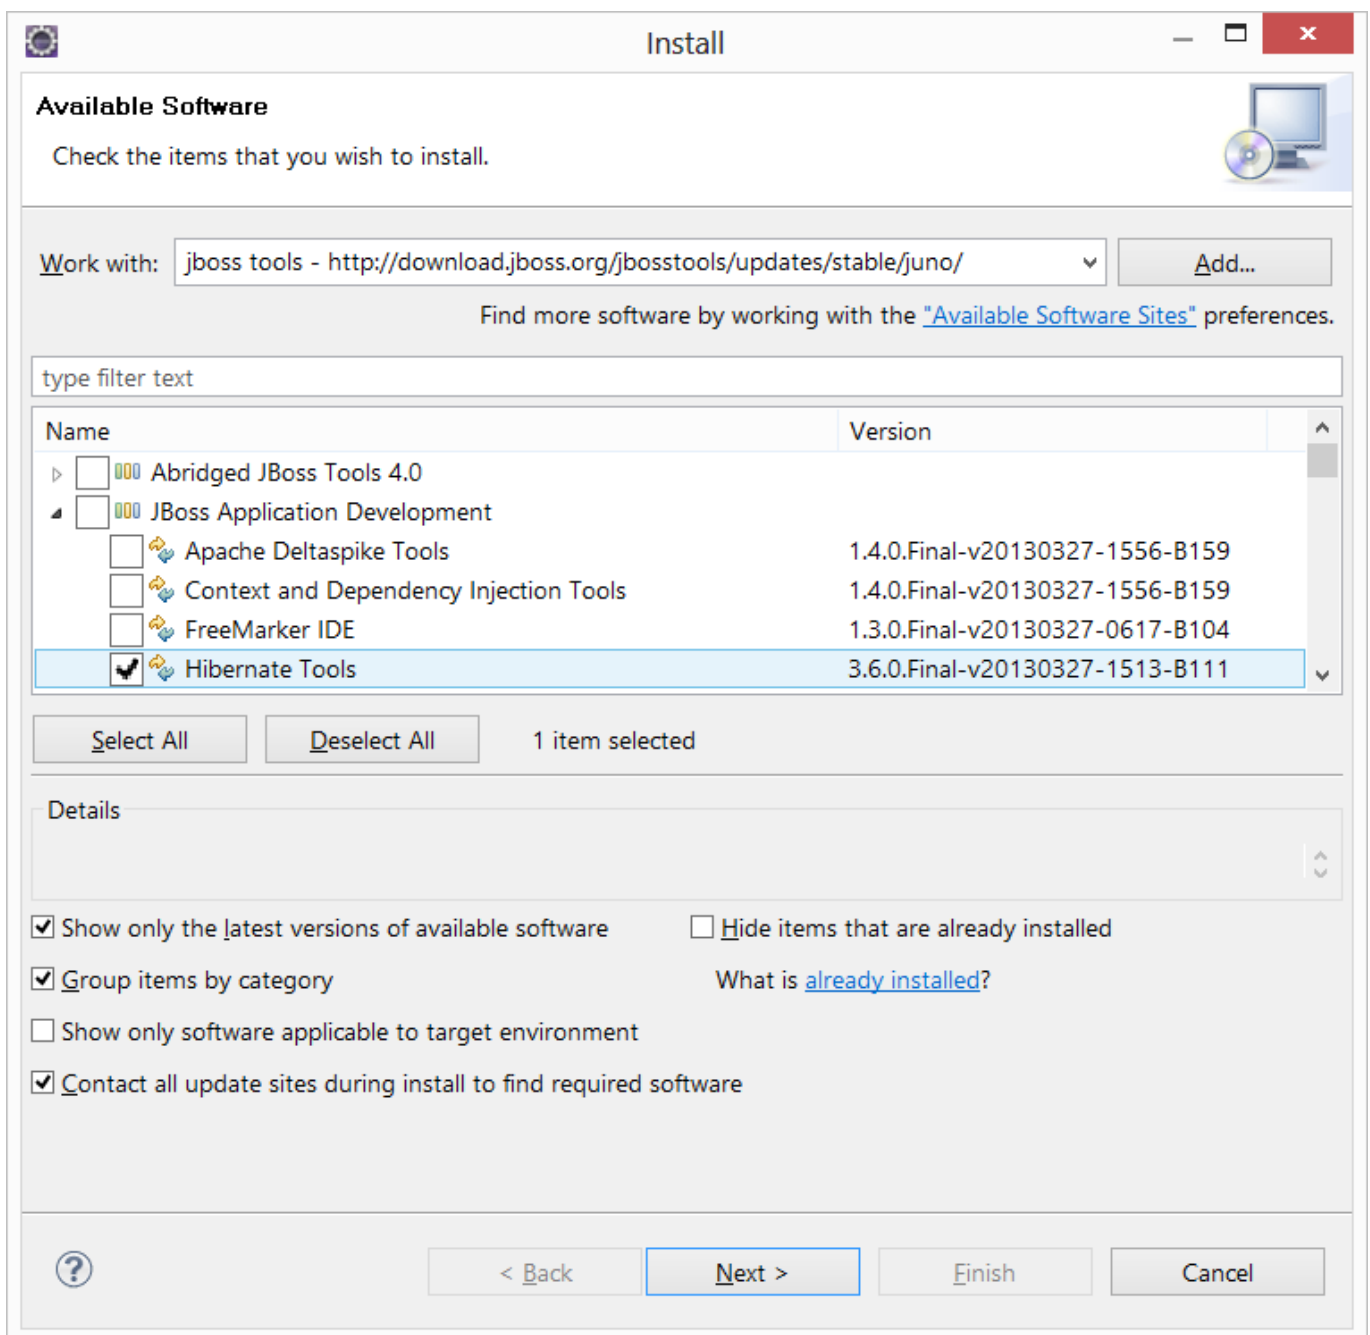 Install
Available Software
Check the items that you wish to install.
Work with: jboss tools - http://download.jboss.org/jbosstools/updates/stable/juno/ Add...
Find more software by working with the "Available Software Sites" preferences.
type filter text
Name Version
Abridged JBoss Tools 4.0
JBoss Application Development
Apache Deltaspike Tools 1.4.0.Final-v20130327-1556-B159
Context and Dependency Injection Tools 1.4.0.Final-v20130327-1556-B159
FreeMarker IDE 1.3.0.Final-v20130327-0617-B104
Hibernate Tools 3.6.0.Final-v20130327-1513-B111
Select All Deselect All 1 item selected
Details
Show only the latest versions of available software Hide items that are already installed
Group items by category What is already installed?
Show only software applicable to target environment
Contact all update sites during install to find required software
? < Back Next > Finish Cancel